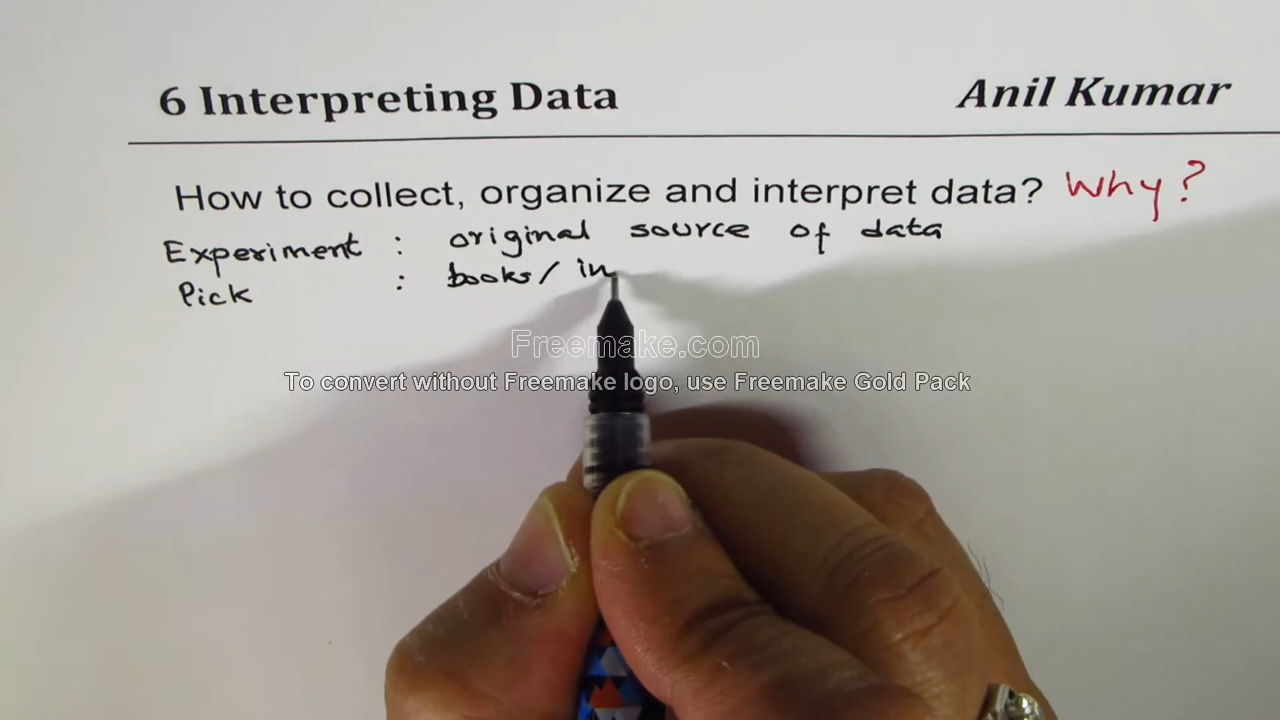 6 Interpreting Data Anil Kumar
How to collect, organize and interpret data? Why?
Experiment : original source of data
Pick : books/ in
Freemake.com
To convert without Freemake logo, use Freemake Gold Pack